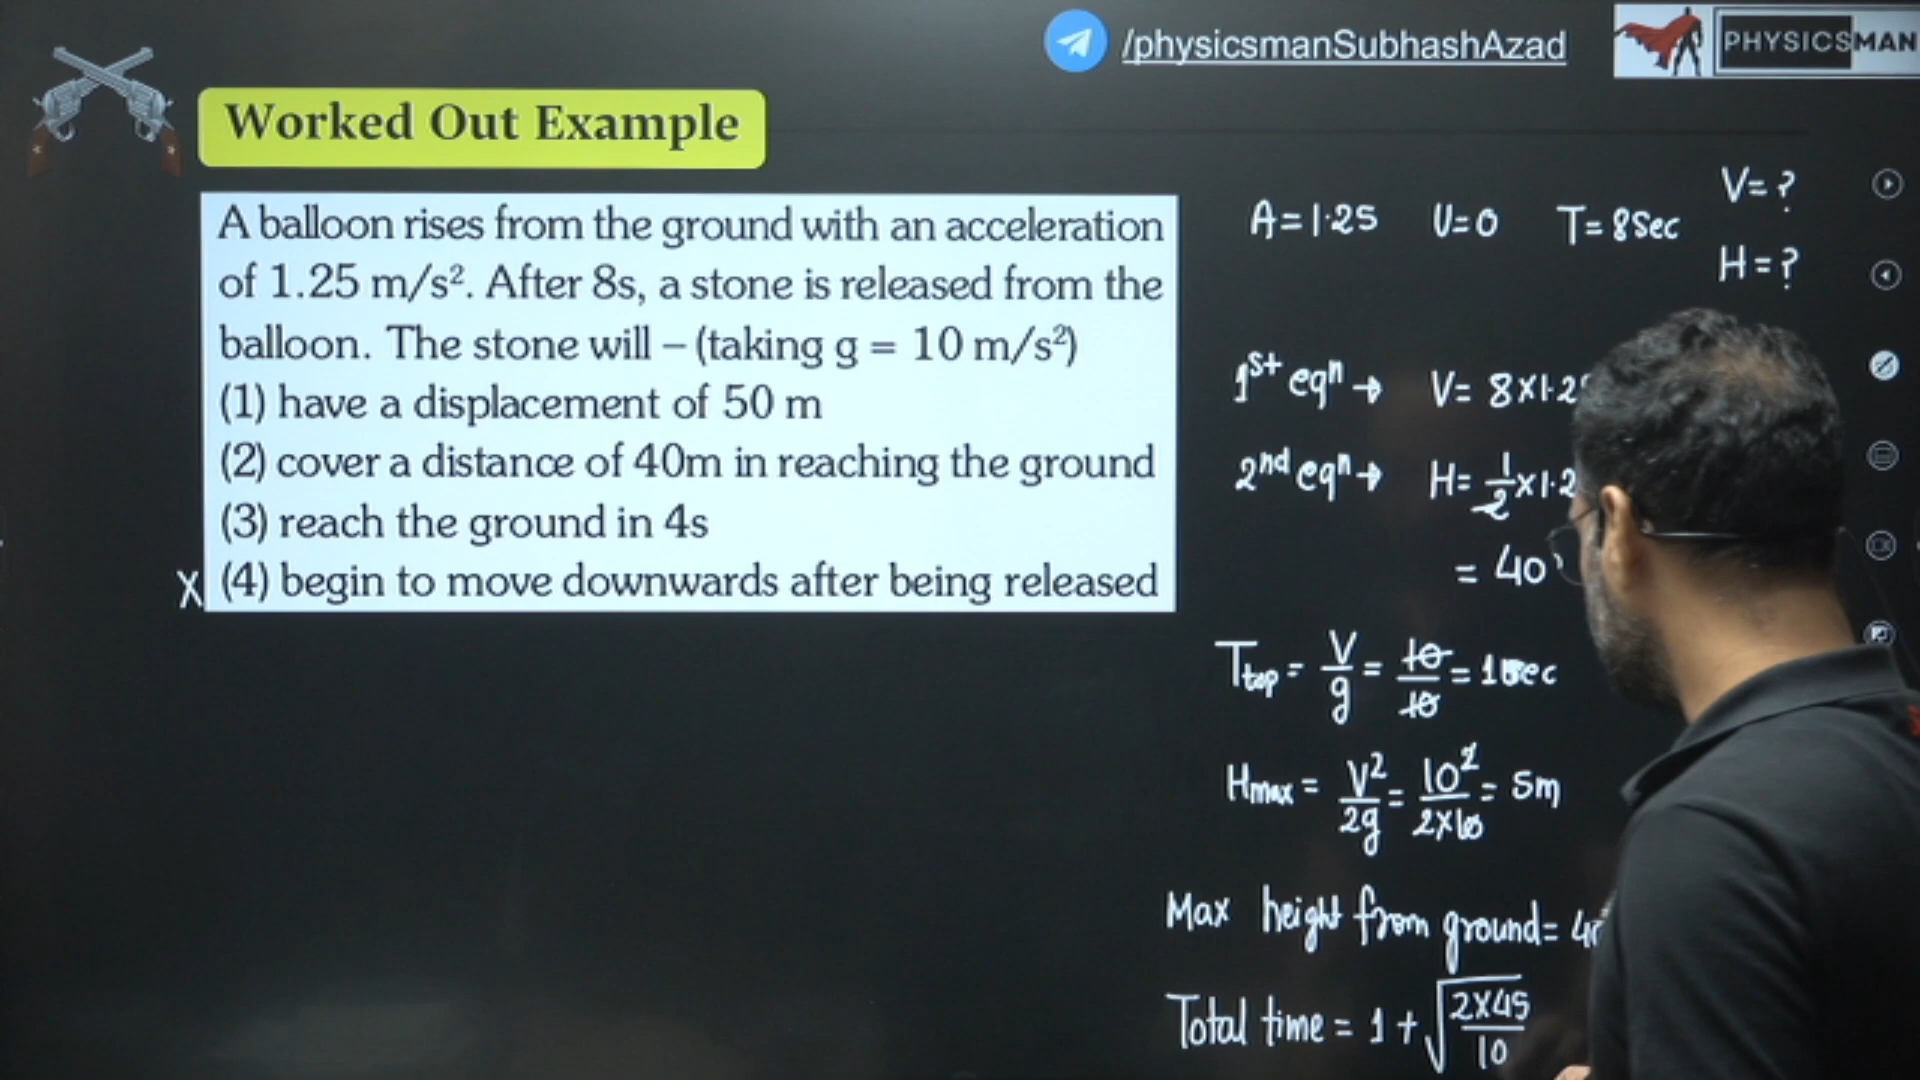 /physicsmanSubhashAzad
PHYSICSMAN
Worked Out Example
A balloon rises from the ground with an acceleration
of 1.25 m/s². After 8s, a stone is released from the
balloon. The stone will – (taking g = 10 m/s²)
(1) have a displacement of 50 m
(2) cover a distance of 40m in reaching the ground
(3) reach the ground in 4s
X (4) begin to move downwards after being released
A=1.25 U=0 T=8Sec
V=?
H=?
1st eqn → V= 8×1.2
2nd eqn → H= 1/2 ×1.2
= 40
Ttop = V/g = 10/10 = 1sec
Hmax = V²/2g = 10²/2×10 = 5m
Max height from ground= 4
Total time = 1+√2×45/10